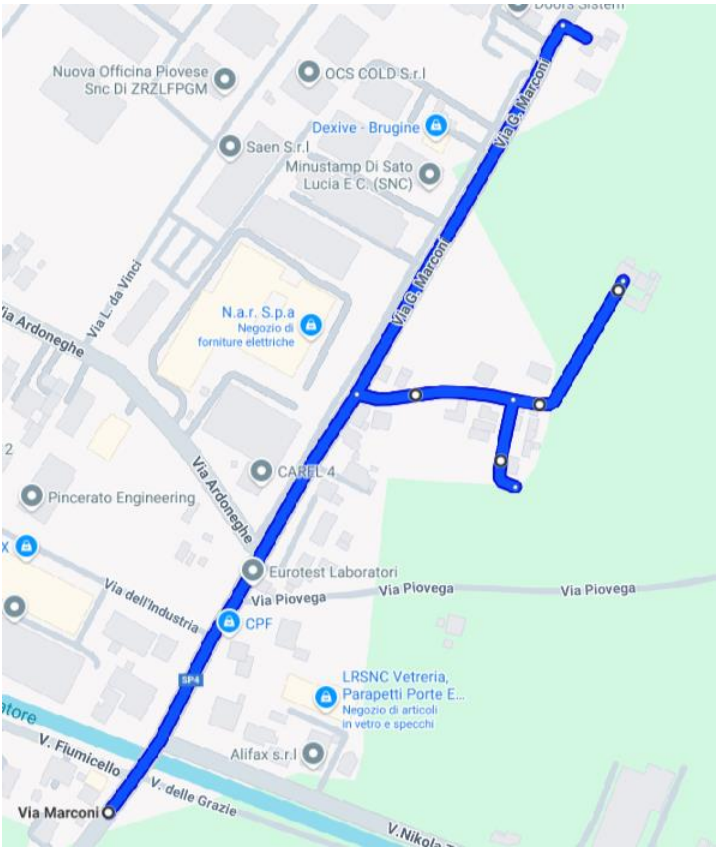 Doors Sistem
Nuova Officina Piovese
Snc Di ZRZLFPGM
OCS COLD S.r.l
Via G. Marconi
Dexive - Brugine
Saen S.r.l
Minustamp Di Sato
Lucia E C. (SNC)
Via L. da Vinci
Via G. Marconi
N.a.r. S.p.a
Negozio di
forniture elettriche
Via Ardoneghe
2
CAREL 4
Pincerato Engineering
Via Ardoneghe
X
Eurotest Laboratori
Via Piovega
Via Piovega
Via Piovega
Via dell'Industria
CPF
SP4
LRSNC Vetreria,
Parapetti Porte E...
Negozio di articoli
in vetro e specchi
atore
V. Fiumicello
Alifax s.r.l
V. delle Grazie
Via Marconi
V.Nikola